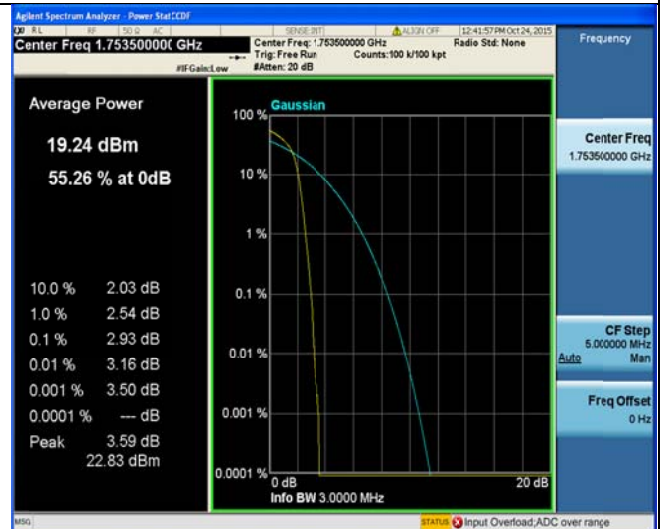 Agilent Spectrum Analyzer - Power Stat CCDF
RL RF 50 Ω AC SENSE:INT ALIGN OFF 12:41:57 PM Oct 24, 2015
Center Freq 1.753500000 GHz
Center Freq: 1.753500000 GHz Radio Std: None
Trig: Free Run Counts:100 k/100 kpt
#IFGain:Low #Atten: 20 dB
Average Power
19.24 dBm
55.26 % at 0dB
10.0 % 2.03 dB
1.0 % 2.54 dB
0.1 % 2.93 dB
0.01 % 3.16 dB
0.001 % 3.50 dB
0.0001 % --- dB
Peak 3.59 dB
22.83 dBm
Gaussian
100 %
10 %
1 %
0.1 %
0.01 %
0.001 %
0.0001 %
0 dB 20 dB
Info BW 3.0000 MHz
Frequency
Center Freq
1.753500000 GHz
CF Step
5.000000 MHz
Auto Man
Freq Offset
0 Hz
MSG STATUS Input Overload;ADC over range